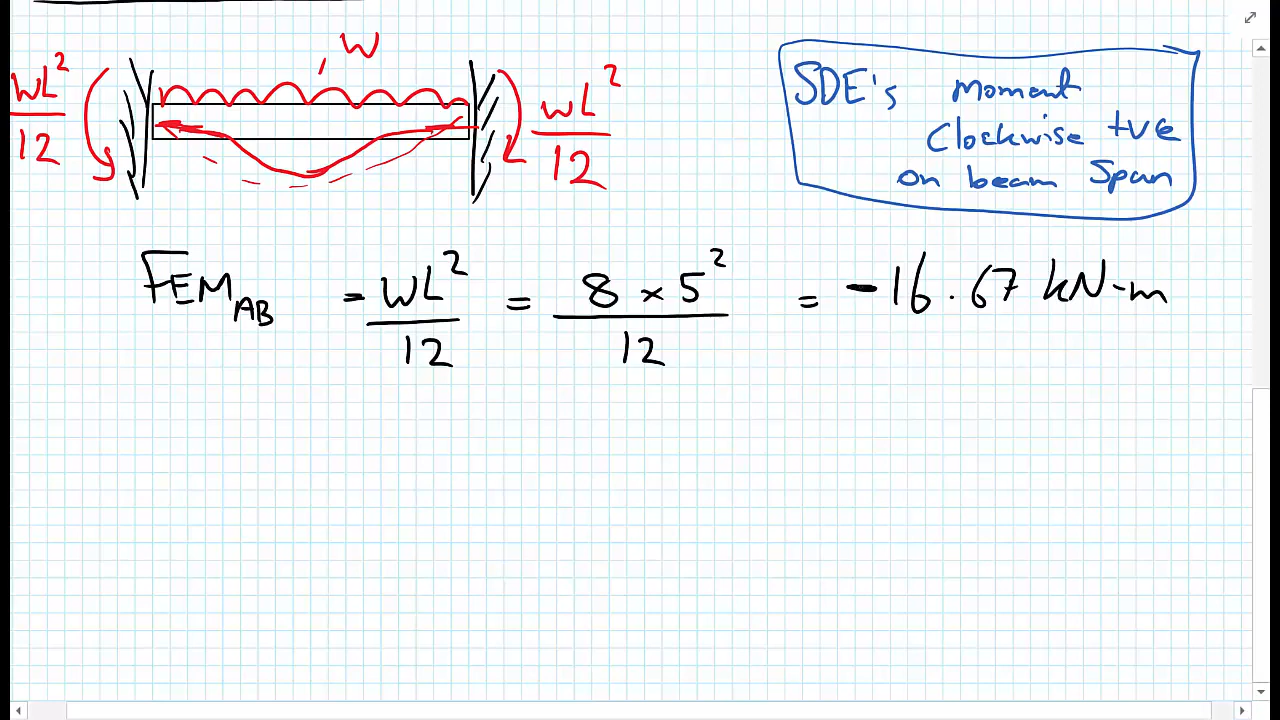 W
WL²/12
WL²/12
SDE's Moment
Clockwise +ve
on beam Span
FEM_AB = WL²/12 = 8 × 5²/12 = -16.67 kN-m